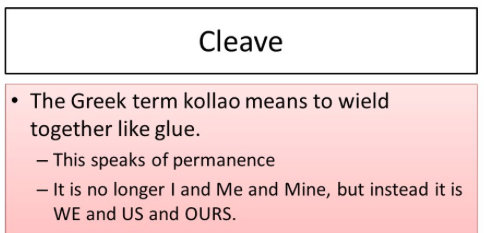 Cleave
• The Greek term kollao means to wield
together like glue.
– This speaks of permanence
– It is no longer I and Me and Mine, but instead it is
WE and US and OURS.